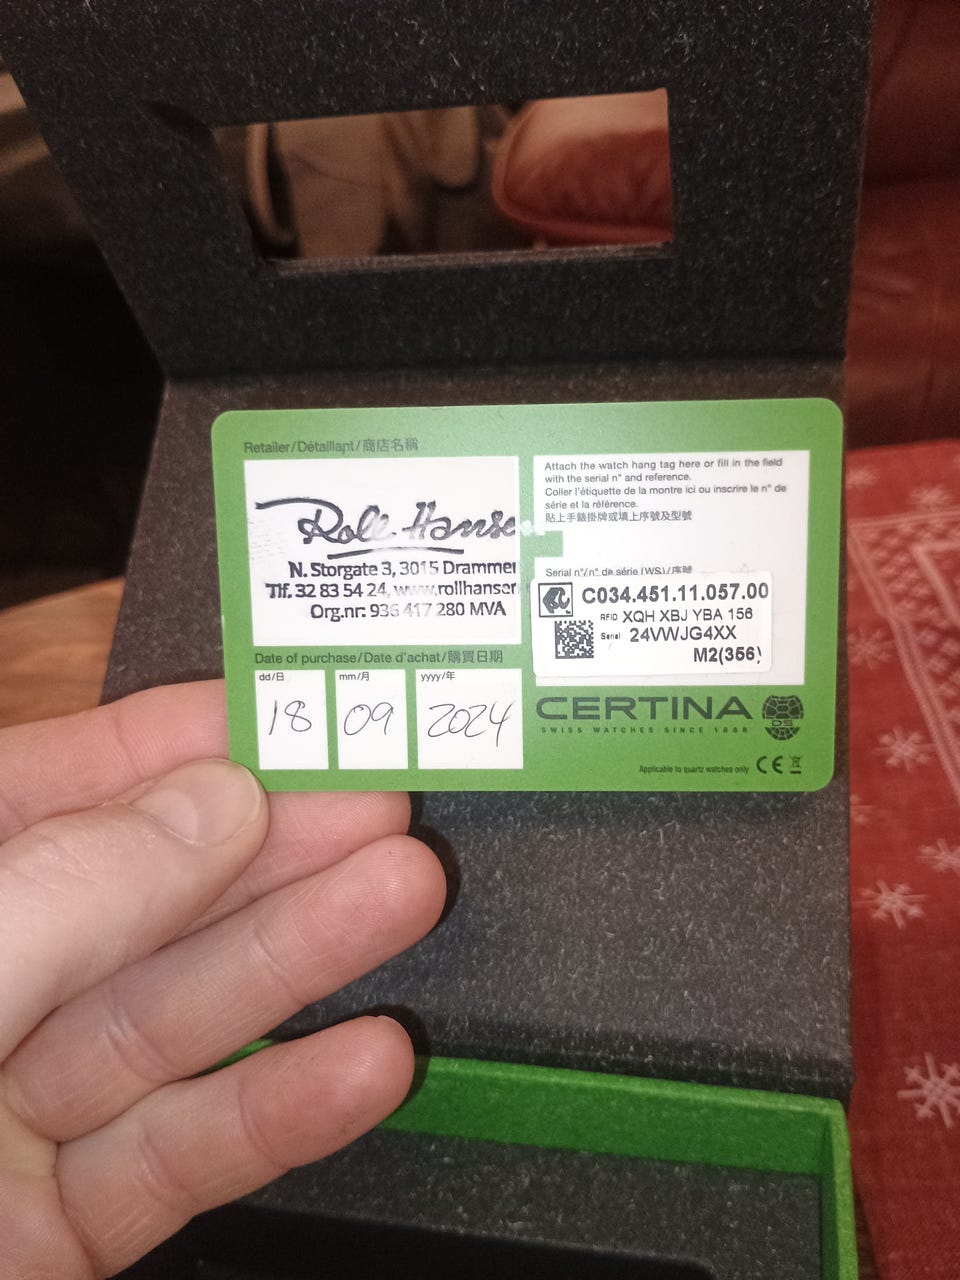 Retailer/Détaillant/商店名稱
Roll Hanse
N. Storgate 3, 3015 Drammen
Tlf. 32 83 54 24, www.rollhansen
Org.nr: 936 417 280 MVA
Date of purchase/Date d'achat/購買日期
dd/日 mm/月 yyyy/年
18 09 2024
Attach the watch hang tag here or fill in the field
with the serial n° and reference.
Coller l'étiquette de la montre ici ou inscrire le n° de
série et la référence.
貼上手錶掛牌或填上序號及型號
Serial n°/n° de série (WS)/序號
C034.451.11.057.00
RFID XQH XBJ YBA 156
Serial 24VWJG4XX
M2(356)
CERTINA
DS
SWISS WATCHES SINCE 1888
Applicable to quartz watches only CE